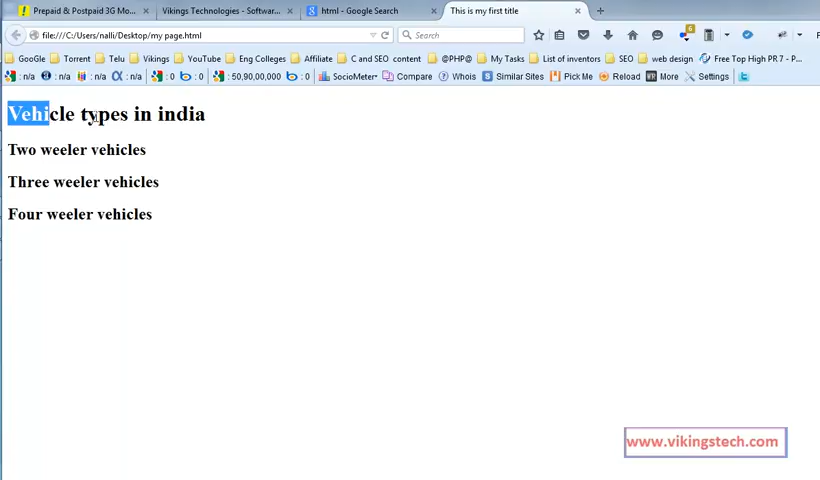 Prepaid & Postpaid 3G Mo... Vikings Technologies - Softwar... html - Google Search This is my first title
file:///C:/Users/nalli/Desktop/my page.html Search 6
GooGle Torrent Telu Vikings YouTube Eng Colleges Affiliate C and SEO content @PHP@ My Tasks List of inventors SEO web design Free Top High PR 7 - P...
: n/a : n/a : n/a : 0 : 0 : 50,90,00,000 : 0 SocioMeter Compare Whois Similar Sites Pick Me Reload More Settings
Vehicle types in india
Two weeler vehicles
Three weeler vehicles
Four weeler vehicles
www.vikingstech.com